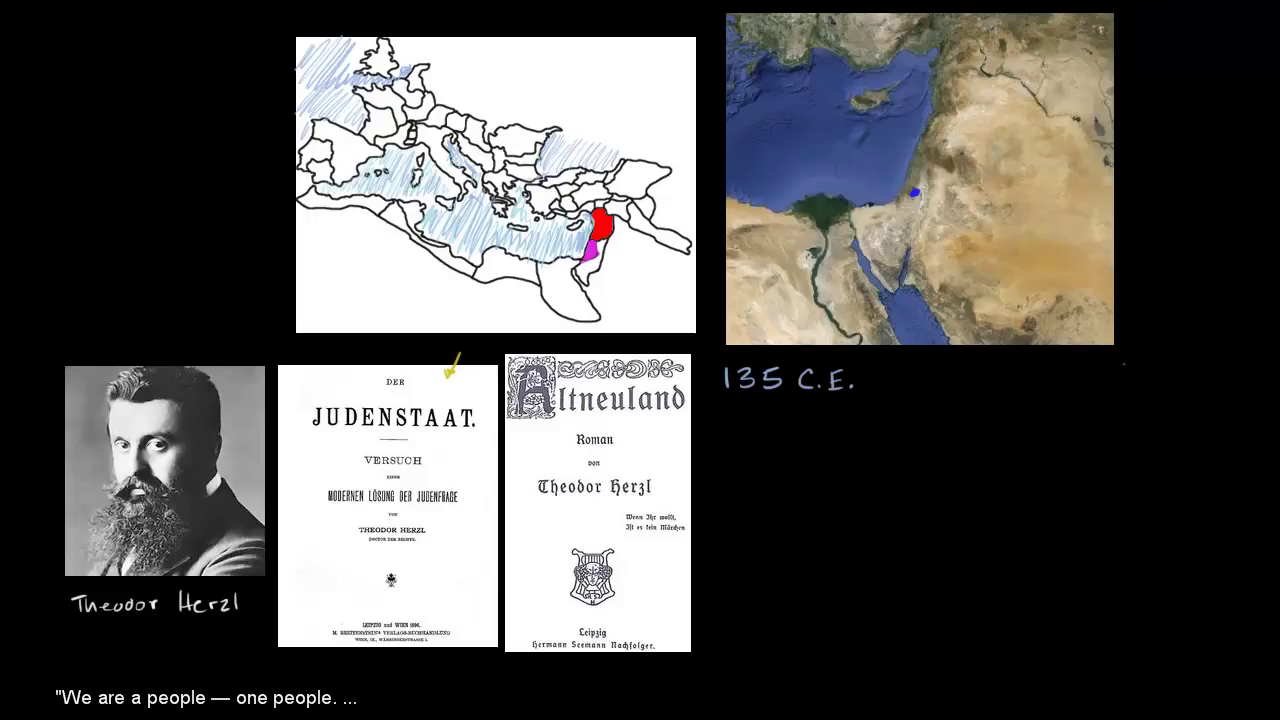 135 C.E.
Theodor Herzl
DER
JUDENSTAAT.
VERSUCH
EINER
MODERNEN LÖSUNG DER JUDENFRAGE
VON
THEODOR HERZL
DOCTOR DER RECHTE.
LEIPZIG und WIEN 1896.
M. BREITENSTEIN'S VERLAGS-BUCHHANDLUNG
WIEN, IX., WÄHRINGERSTRASSE 5.
Altneuland
Roman
von
Theodor Herzl
Wenn Ihr wollt,
Ist es kein Märchen
Leipzig
Hermann Seemann Nachfolger.
"We are a people — one people. ...